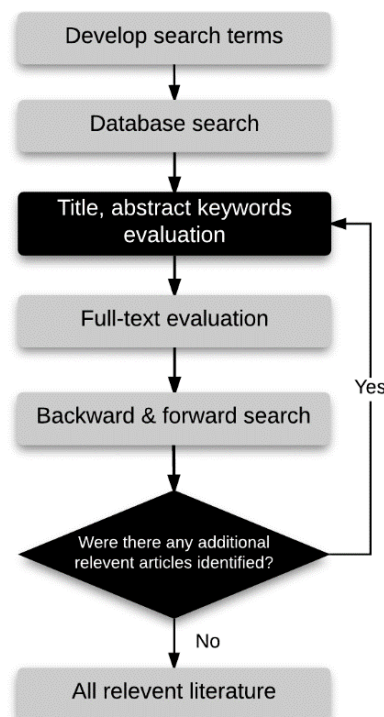 Develop search terms
Database search
Title, abstract keywords
evaluation
Full-text evaluation
Backward & forward search
Yes
Were there any additional
relevent articles identified?
No
All relevent literature